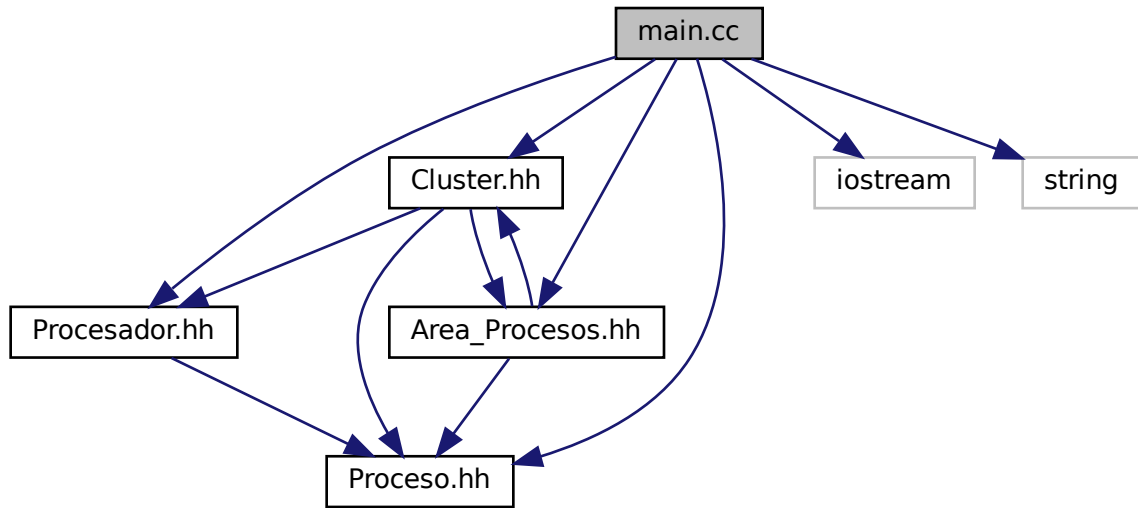 main.cc
Cluster.hh
iostream
string
Procesador.hh
Area_Procesos.hh
Proceso.hh